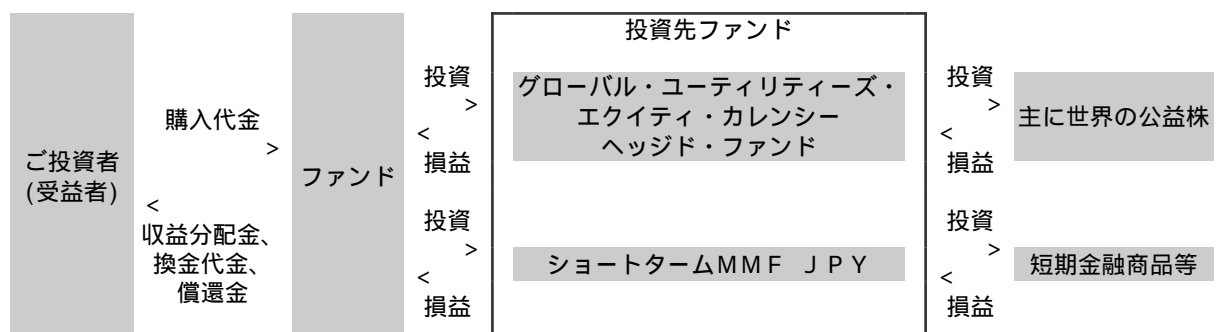 ご投資者
(受益者)
購入代金
>
<
収益分配金、
換金代金、
償還金
ファンド
投資
>
<
損益
投資
>
<
損益
投資先ファンド
グローバル・ユーティリティーズ・
エクイティ・カレンシー
ヘッジド・ファンド
ショートタームＭＭＦ　ＪＰＹ
投資
>
<
損益
投資
>
<
損益
主に世界の公益株
短期金融商品等